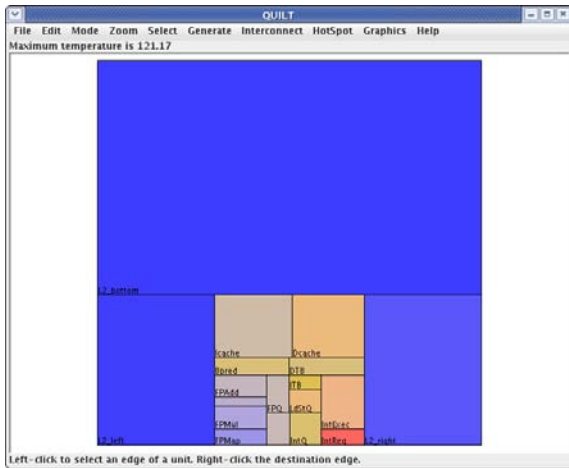 QUILT
File Edit Mode Zoom Select Generate Interconnect HotSpot Graphics Help
Maximum temperature is 121.17
L2_bottom
Icache Dcache
Bpred DTB
FPAdd ITB
FPQ LdStQ
FPMul IntExec
L2_left FPMap IntQ IntReg L2_right
Left-click to select an edge of a unit. Right-click the destination edge.